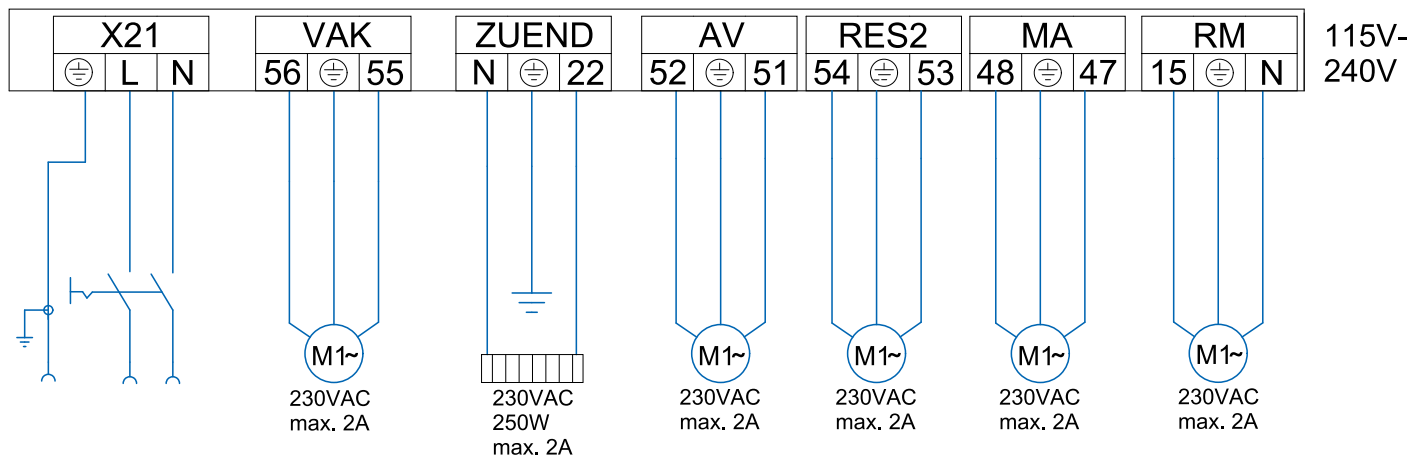 X21 VAK ZUEND AV RES2 MA RM 115V-
L N 56 55 N 22 52 51 54 53 48 47 15 N 240V
M1~ M1~ M1~ M1~ M1~
230VAC 230VAC 230VAC 230VAC 230VAC 230VAC
max. 2A 250W max. 2A max. 2A max. 2A max. 2A
max. 2A